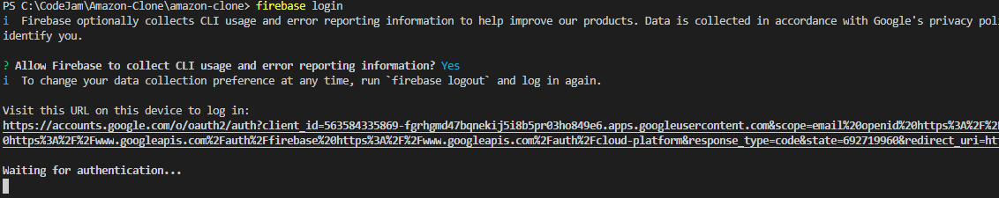 PS C:\CodeJam\Amazon-Clone\amazon-clone> firebase login
i  Firebase optionally collects CLI usage and error reporting information to help improve our products. Data is collected in accordance with Google's privacy pol
identify you.
? Allow Firebase to collect CLI usage and error reporting information? Yes
i  To change your data collection preference at any time, run `firebase logout` and log in again.
Visit this URL on this device to log in:
https://accounts.google.com/o/oauth2/auth?client_id=563584335869-fgrhgmd47bqnekij5i8b5pr03ho849e6.apps.googleusercontent.com&scope=email%20openid%20https%3A%2F%2
0https%3A%2F%2Fwww.googleapis.com%2Fauth%2Ffirebase%20https%3A%2F%2Fwww.googleapis.com%2Fauth%2Fcloud-platform&response_type=code&state=692719960&redirect_uri=ht
Waiting for authentication...